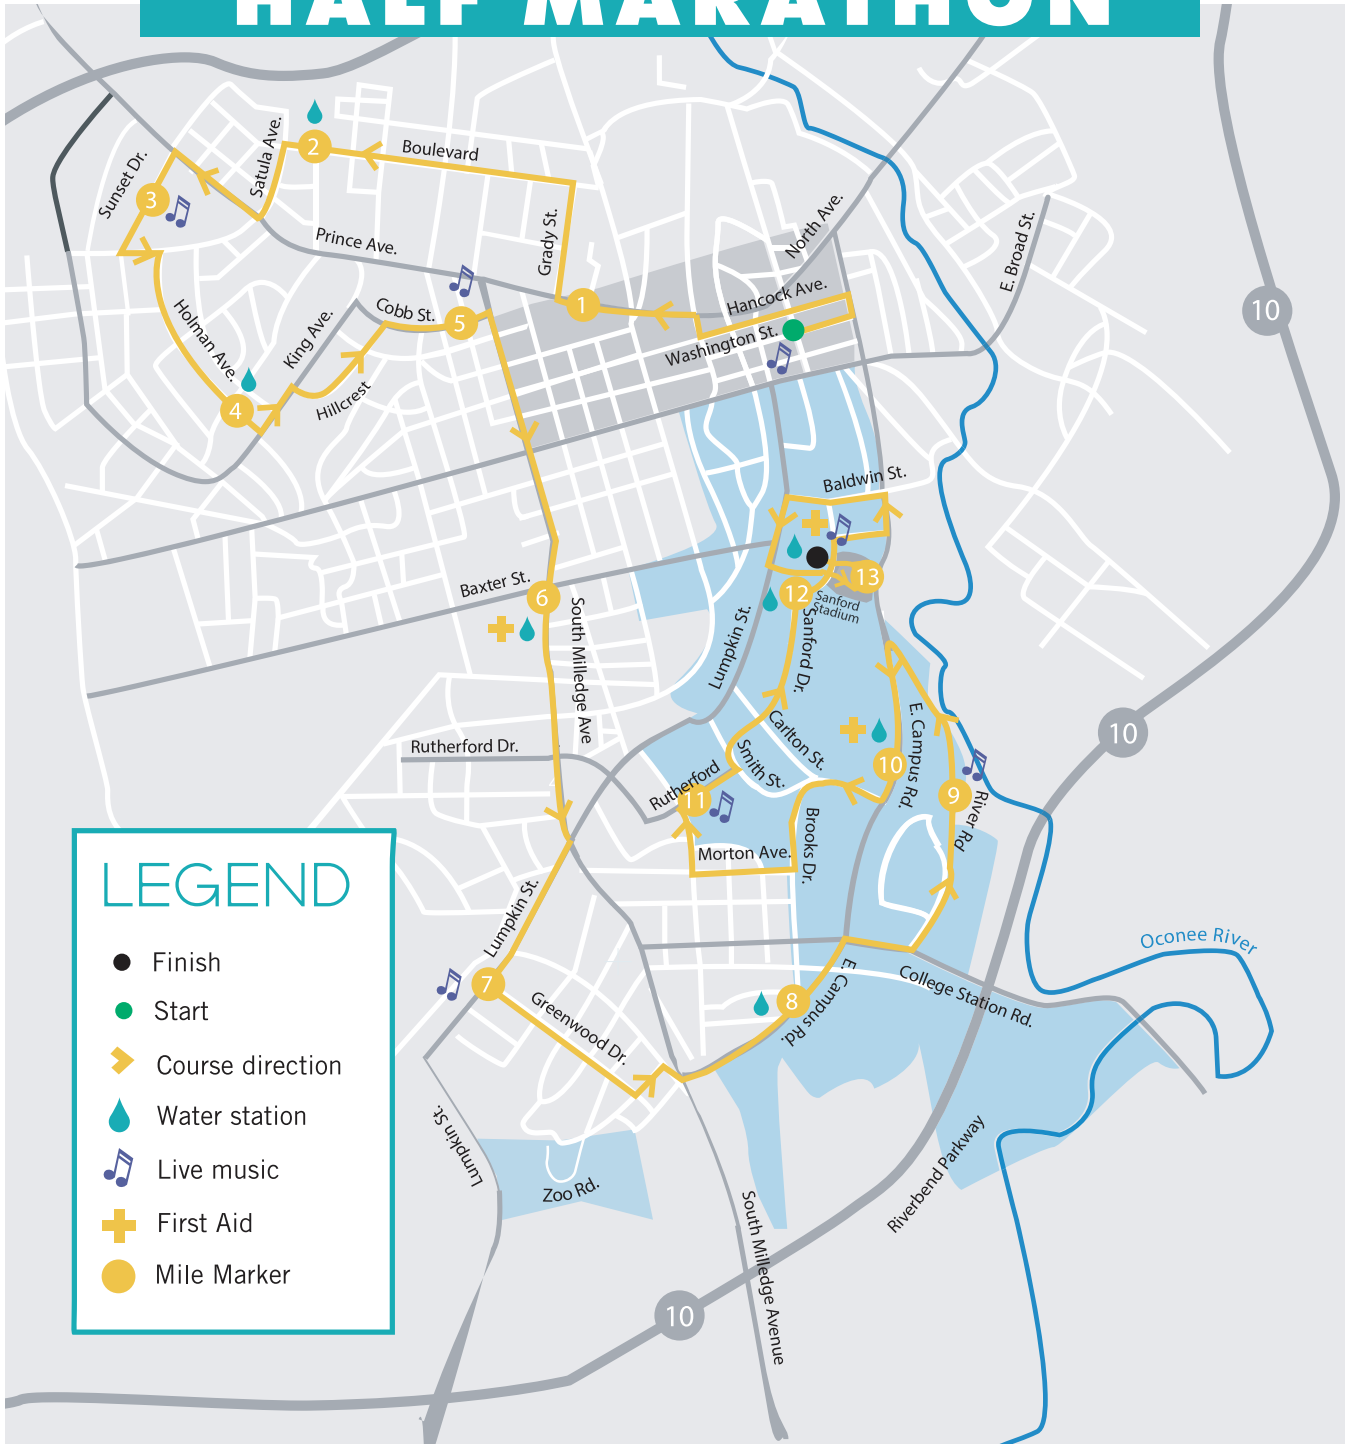 HALF MARATHON
Boulevard
Satula Ave.
Sunset Dr.
2
3
Grady St.
Prince Ave.
North Ave.
E. Broad St.
1
Hancock Ave.
10
Cobb St.
5
Washington St.
Holman Ave.
King Ave.
Hillcrest
4
Baldwin St.
Baxter St.
6
13
12
Sanford
Stadium
South Milledge Ave
Lumpkin St.
Sanford Dr.
E. Campus Rd.
Carlton St.
10
Rutherford Dr.
Smith St.
10
Rutherford
11
9
River Rd
Brooks Dr.
Morton Ave.
LEGEND
Finish
Start
Course direction
Water station
Live music
First Aid
Mile Marker
Lumpkin St.
7
Greenwood Dr.
8
E. Campus Rd.
College Station Rd.
Oconee River
Lumpkin St.
Zoo Rd.
Riverbend Parkway
South Milledge Avenue
10